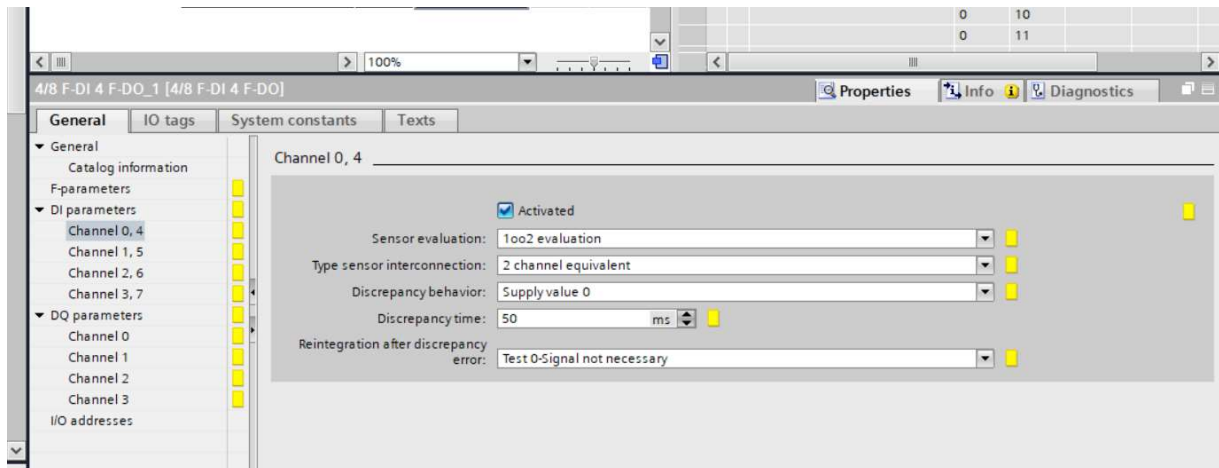 0 10
0 11
100%
4/8 F-DI 4 F-DO_1 [4/8 F-DI 4 F-DO]
Properties Info Diagnostics
General IO tags System constants Texts
General
Catalog information
F-parameters
DI parameters
Channel 0, 4
Channel 1, 5
Channel 2, 6
Channel 3, 7
DQ parameters
Channel 0
Channel 1
Channel 2
Channel 3
I/O addresses
Channel 0, 4
Activated
Sensor evaluation: 1oo2 evaluation
Type sensor interconnection: 2 channel equivalent
Discrepancy behavior: Supply value 0
Discrepancy time: 50 ms
Reintegration after discrepancy
error: Test 0-Signal not necessary